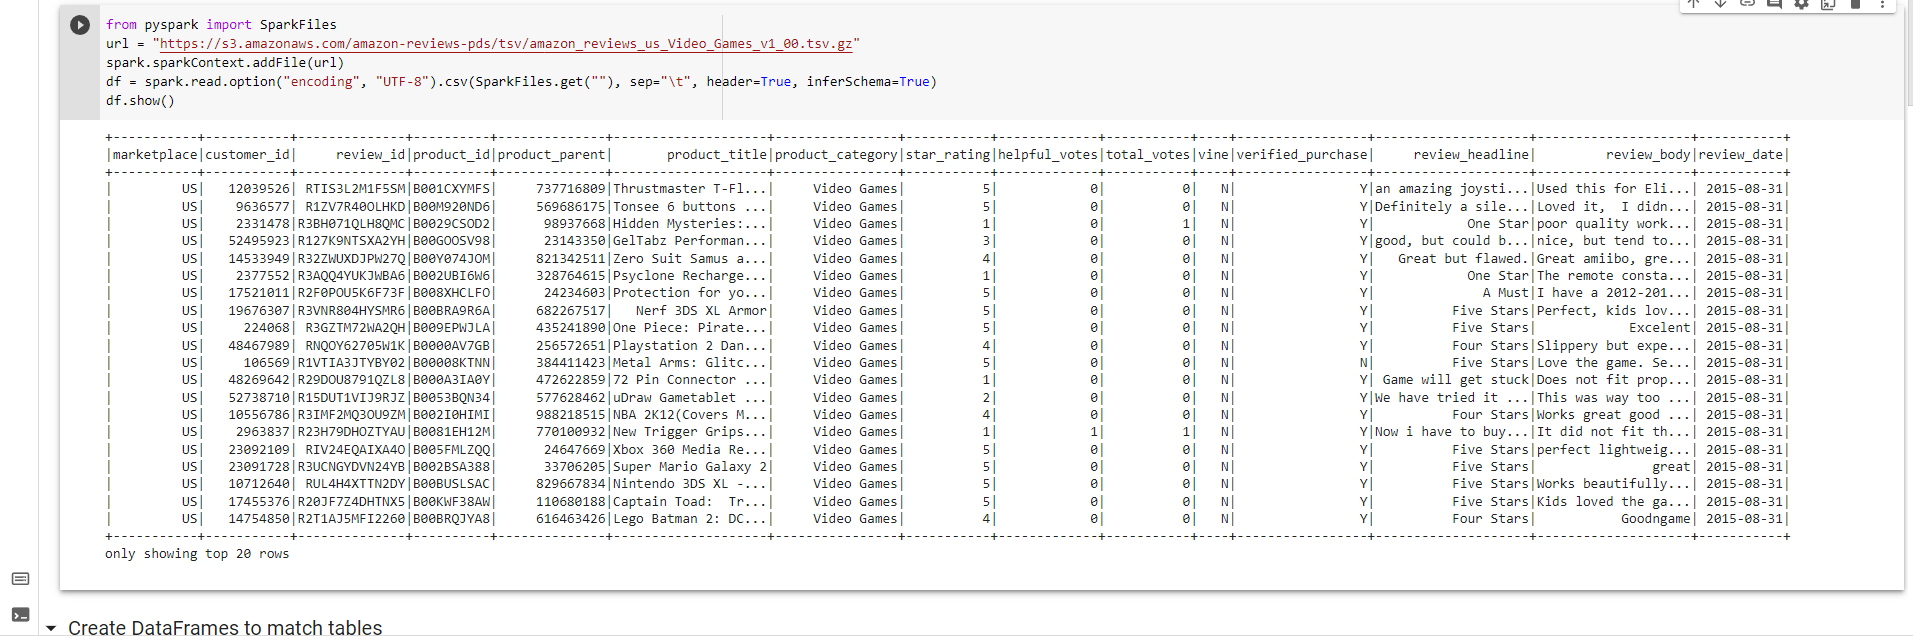 from pyspark import SparkFiles
url = "https://s3.amazonaws.com/amazon-reviews-pds/tsv/amazon_reviews_us_Video_Games_v1_00.tsv.gz"
spark.sparkContext.addFile(url)
df = spark.read.option("encoding", "UTF-8").csv(SparkFiles.get(""), sep="\t", header=True, inferSchema=True)
df.show()
+-----------+-----------+--------------+----------+--------------+--------------------+----------------+-----------+-------------+-----------+----+-----------------+--------------------+--------------------+-----------+
|marketplace|customer_id|     review_id|product_id|product_parent|       product_title|product_category|star_rating|helpful_votes|total_votes|vine|verified_purchase|     review_headline|         review_body|review_date|
+-----------+-----------+--------------+----------+--------------+--------------------+----------------+-----------+-------------+-----------+----+-----------------+--------------------+--------------------+-----------+
|         US|   12039526| RTIS3L2M1F5SM|B001CXYMFS|     737716809|Thrustmaster T-Fl...|     Video Games|          5|            0|          0|   N|                Y|an amazing joysti...|Used this for Eli...| 2015-08-31|
|         US|    9636577| R1ZV7R40OLHKD|B00M920ND6|     569686175|Tonsee 6 buttons ...|     Video Games|          5|            0|          0|   N|                Y|Definitely a sile...|Loved it,  I didn...| 2015-08-31|
|         US|    2331478|R3BH071QLH8QMC|B0029CSOD2|      98937668|Hidden Mysteries:...|     Video Games|          1|            0|          1|   N|                Y|            One Star|poor quality work...| 2015-08-31|
|         US|   52495923|R127K9NTSXA2YH|B00GOOSV98|      23143350|GelTabz Performan...|     Video Games|          3|            0|          0|   N|                Y|good, but could b...|nice, but tend to...| 2015-08-31|
|         US|   14533949|R32ZWUXDJPW27Q|B00Y074JOM|     821342511|Zero Suit Samus a...|     Video Games|          4|            0|          0|   N|                Y|   Great but flawed.|Great amiibo, gre...| 2015-08-31|
|         US|    2377552|R3AQQ4YUKJWBA6|B002UBI6W6|     328764615|Psyclone Recharge...|     Video Games|          1|            0|          0|   N|                Y|            One Star|The remote consta...| 2015-08-31|
|         US|   17521011|R2F0POU5K6F73F|B008XHCLFO|      24234603|Protection for yo...|     Video Games|          5|            0|          0|   N|                Y|              A Must|I have a 2012-201...| 2015-08-31|
|         US|   19676307|R3VNR804HYSMR6|B00BRA9R6A|     682267517|   Nerf 3DS XL Armor|     Video Games|          5|            0|          0|   N|                Y|          Five Stars|Perfect, kids lov...| 2015-08-31|
|         US|     224068| R3GZTM72WA2QH|B009EPWJLA|     435241890|One Piece: Pirate...|     Video Games|          5|            0|          0|   N|                Y|          Five Stars|            Excelent| 2015-08-31|
|         US|   48467989| RNQOY62705W1K|B0000AV7GB|     256572651|Playstation 2 Dan...|     Video Games|          4|            0|          0|   N|                Y|          Four Stars|Slippery but expe...| 2015-08-31|
|         US|     106569|R1VTIA3JTYBY02|B00008KTNN|     384411423|Metal Arms: Glitc...|     Video Games|          5|            0|          0|   N|                N|          Five Stars|Love the game. Se...| 2015-08-31|
|         US|   48269642|R29DOU8791QZL8|B000A3IA0Y|     472622859|72 Pin Connector ...|     Video Games|          1|            0|          0|   N|                Y| Game will get stuck|Does not fit prop...| 2015-08-31|
|         US|   52738710|R15DUT1VIJ9RJZ|B0053BQN34|     577628462|uDraw Gametablet ...|     Video Games|          2|            0|          0|   N|                Y|We have tried it ...|This was way too ...| 2015-08-31|
|         US|   10556786|R3IMF2MQ3OU9ZM|B002I0HIMI|     988218515|NBA 2K12(Covers M...|     Video Games|          4|            0|          0|   N|                Y|          Four Stars|Works great good ...| 2015-08-31|
|         US|    2963837|R23H79DHOZTYAU|B0081EH12M|     770100932|New Trigger Grips...|     Video Games|          1|            1|          1|   N|                Y|Now i have to buy...|It did not fit th...| 2015-08-31|
|         US|   23092109| RIV24EQAIXA4O|B005FMLZQQ|      24647669|Xbox 360 Media Re...|     Video Games|          5|            0|          0|   N|                Y|          Five Stars|perfect lightweig...| 2015-08-31|
|         US|   23091728|R3UCNGYDVN24YB|B002BSA388|      33706205|Super Mario Galaxy 2|     Video Games|          5|            0|          0|   N|                Y|          Five Stars|               great| 2015-08-31|
|         US|   10712640| RUL4H4XTTN2DY|B00BUSLSAC|     829667834|Nintendo 3DS XL -...|     Video Games|          5|            0|          0|   N|                Y|          Five Stars|Works beautifully...| 2015-08-31|
|         US|   17455376|R20JF7Z4DHTNX5|B00KWF38AW|     110680188|Captain Toad:  Tr...|     Video Games|          5|            0|          0|   N|                Y|          Five Stars|Kids loved the ga...| 2015-08-31|
|         US|   14754850|R2T1AJ5MFI2260|B00BRQJYA8|     616463426|Lego Batman 2: DC...|     Video Games|          4|            0|          0|   N|                Y|          Four Stars|           Goodngame| 2015-08-31|
+-----------+-----------+--------------+----------+--------------+--------------------+----------------+-----------+-------------+-----------+----+-----------------+--------------------+--------------------+-----------+
only showing top 20 rows
Create DataFrames to match tables